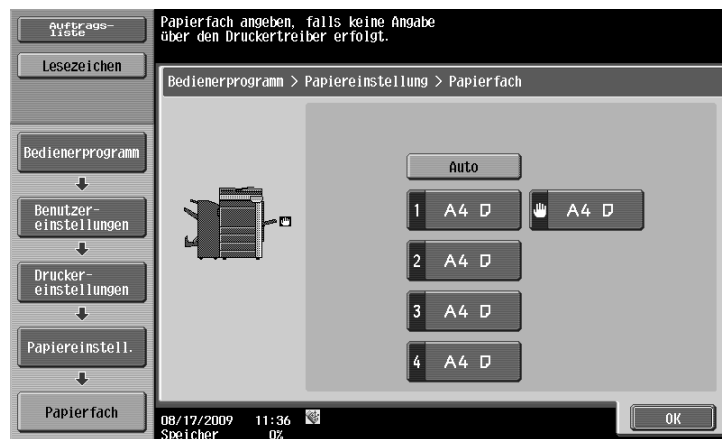 Auftrags-
liste
Lesezeichen
Bedienerprogramm
Benutzer-
einstellungen
Drucker-
einstellungen
Papiereinstell.
Papierfach
Papierfach angeben, falls keine Angabe
über den Druckertreiber erfolgt.
Bedienerprogramm > Papiereinstellung > Papierfach
Auto
1 A4
A4
2 A4
3 A4
4 A4
08/17/2009 11:36
Speicher 0%
OK